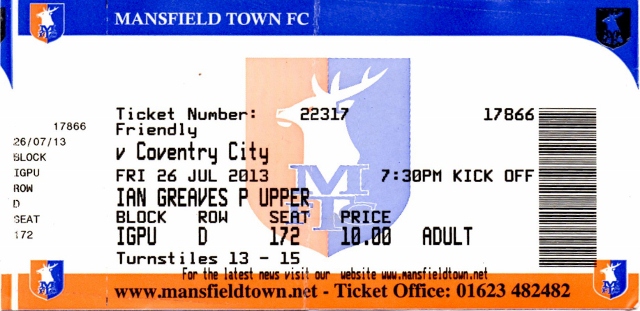 MANSFIELD TOWN FC
Ticket Number: 22317 17866
Friendly
v Coventry City
FRI 26 JUL 2013 7:30PM KICK OFF
IAN GREAVES P UPPER
BLOCK ROW SEAT PRICE
IGPU D 172 10.00 ADULT
Turnstiles 13 - 15
17866
26/07/13
BLOCK
IGPU
ROW
D
SEAT
172
MTFC
For the latest news visit our website www.mansfieldtown.net
www.mansfieldtown.net - Ticket Office: 01623 482482